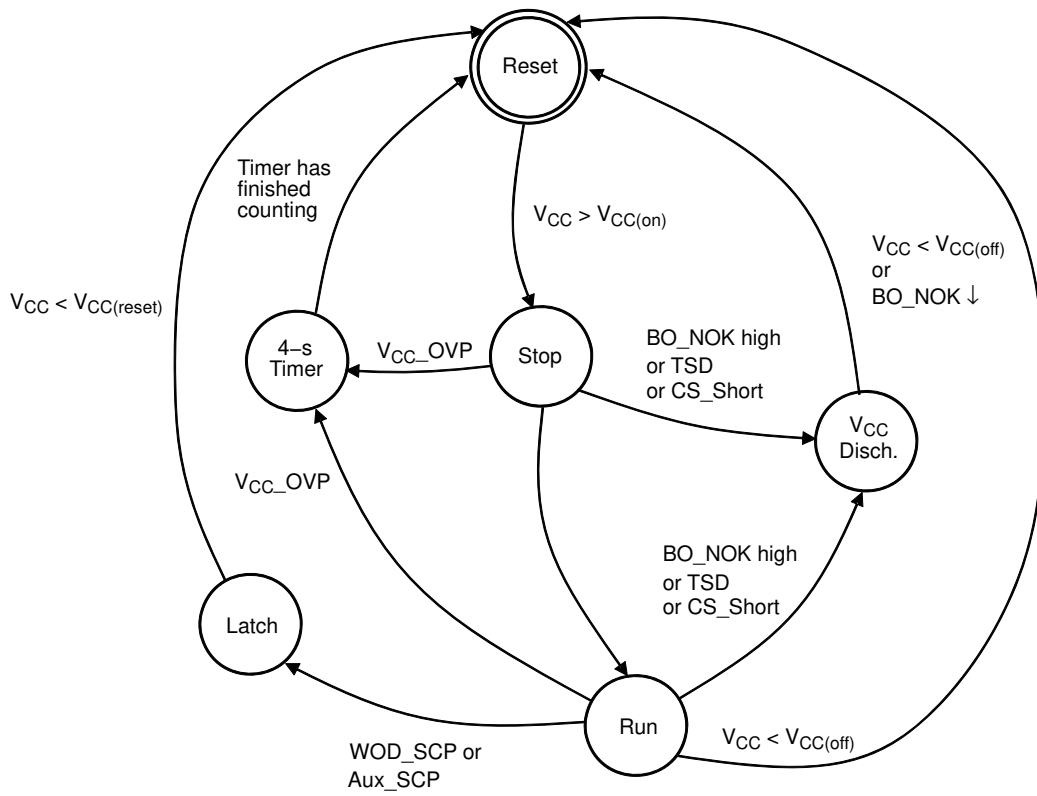 Reset
Timer has
finished
counting
V_CC > V_CC(on)
V_CC < V_CC(off)
or
BO_NOK ↓
V_CC < V_CC(reset)
4–s
Timer
V_CC_OVP
Stop
BO_NOK high
or TSD
or CS_Short
V_CC
Disch.
V_CC_OVP
BO_NOK high
or TSD
or CS_Short
Latch
Run
V_CC < V_CC(off)
WOD_SCP or
Aux_SCP